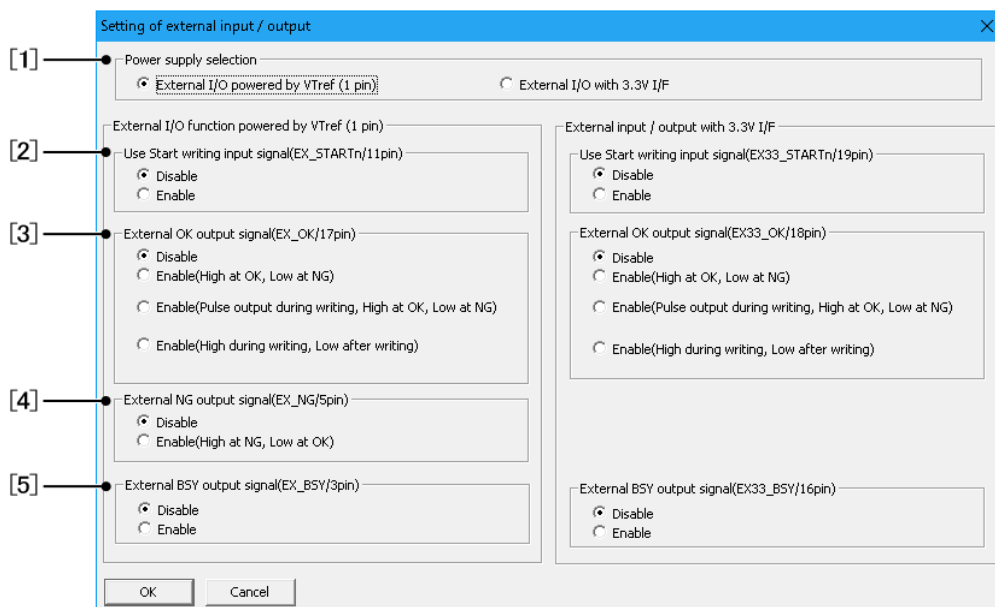 Setting of external input / output
[1]
Power supply selection
External I/O powered by VTref (1 pin)
External I/O with 3.3V I/F
External I/O function powered by VTref (1 pin)
[2]
Use Start writing input signal(EX_STARTn/11pin)
Disable
Enable
[3]
External OK output signal(EX_OK/17pin)
Disable
Enable(High at OK, Low at NG)
Enable(Pulse output during writing, High at OK, Low at NG)
Enable(High during writing, Low after writing)
[4]
External NG output signal(EX_NG/5pin)
Disable
Enable(High at NG, Low at OK)
[5]
External BSY output signal(EX_BSY/3pin)
Disable
Enable
External input / output with 3.3V I/F
Use Start writing input signal(EX33_STARTn/19pin)
Disable
Enable
External OK output signal(EX33_OK/18pin)
Disable
Enable(High at OK, Low at NG)
Enable(Pulse output during writing, High at OK, Low at NG)
Enable(High during writing, Low after writing)
External BSY output signal(EX33_BSY/16pin)
Disable
Enable
OK
Cancel